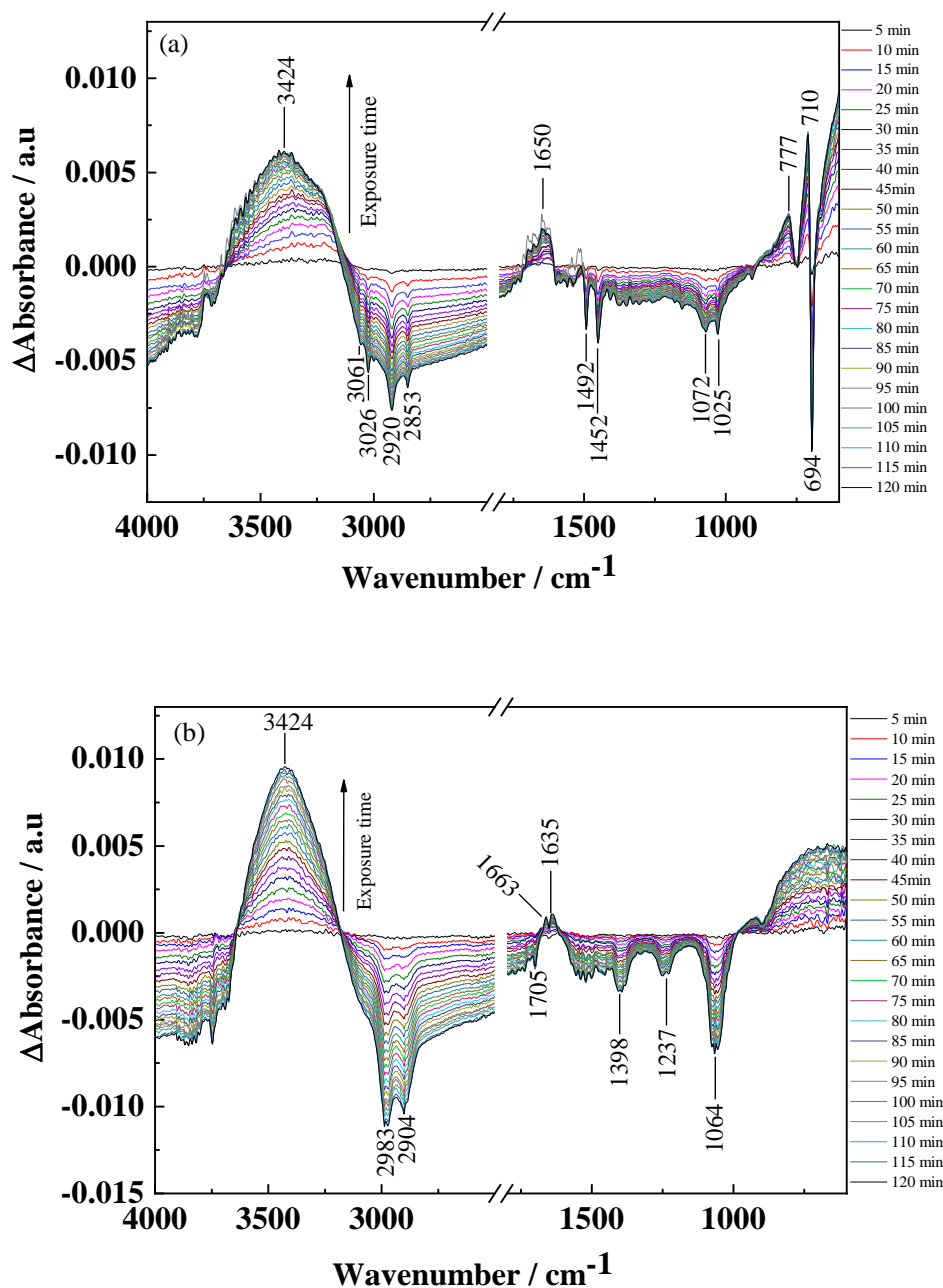 (a)
3424
Exposure time
1650
777
710
3061
3026
2920
2853
1492
1452
1072
1025
694
0.010
0.005
0.000
-0.005
-0.010
ΔAbsorbance / a.u
4000
3500
3000
1500
1000
Wavenumber / cm-1
5 min
10 min
15 min
20 min
25 min
30 min
35 min
40 min
45min
50 min
55 min
60 min
65 min
70 min
75 min
80 min
85 min
90 min
95 min
100 min
105 min
110 min
115 min
120 min
(b)
3424
Exposure time
1663
1635
1705
2983
2904
1398
1237
1064
0.010
0.005
0.000
-0.005
-0.010
-0.015
ΔAbsorbance / a.u
4000
3500
3000
1500
1000
Wavenumber / cm-1
5 min
10 min
15 min
20 min
25 min
30 min
35 min
40 min
45min
50 min
55 min
60 min
65 min
70 min
75 min
80 min
85 min
90 min
95 min
100 min
105 min
110 min
115 min
120 min